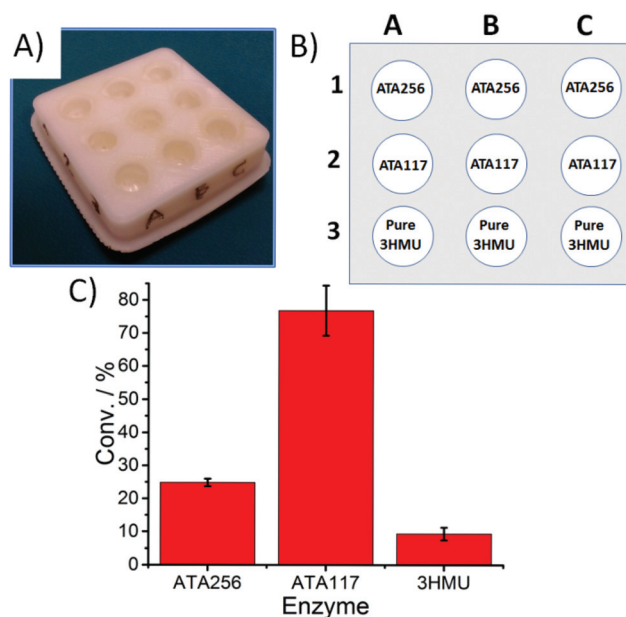 A)
A B C
B)
A B C
1 ATA256 ATA256 ATA256
2 ATA117 ATA117 ATA117
3 Pure 3HMU Pure 3HMU Pure 3HMU
C)
Conv. / %
80
70
60
50
40
30
20
10
0
ATA256 ATA117 3HMU
Enzyme